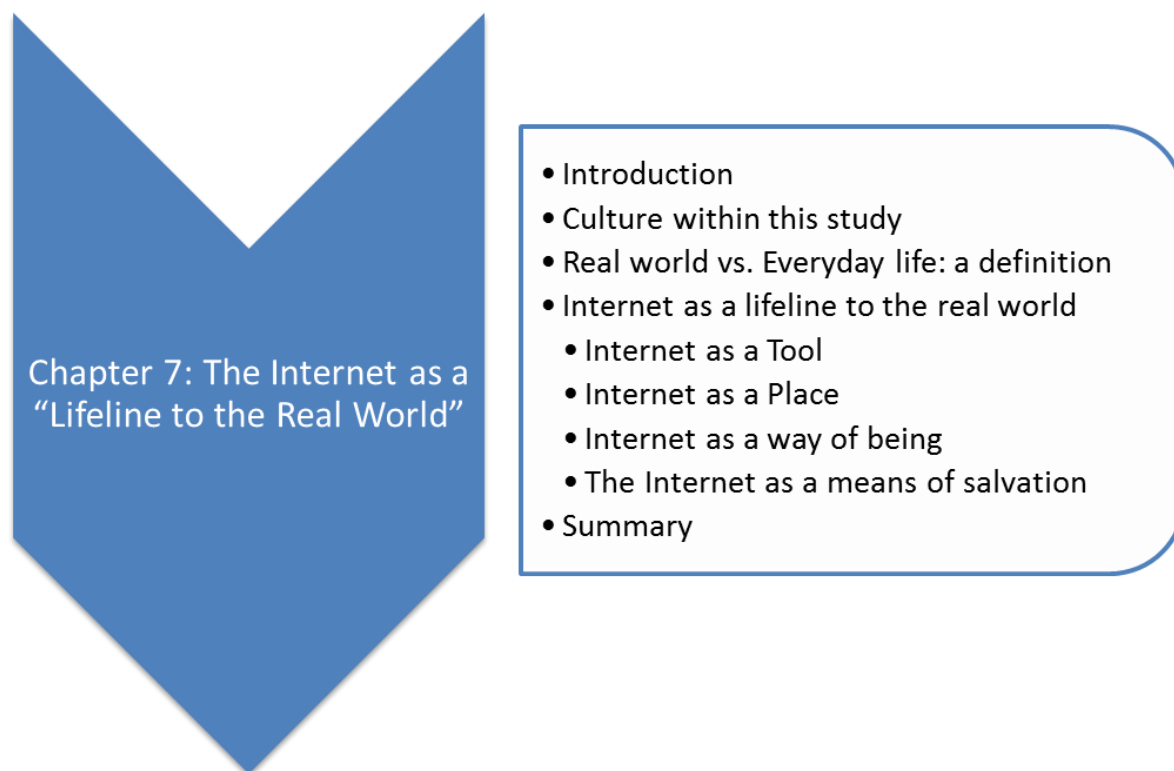 Chapter 7: The Internet as a
“Lifeline to the Real World”
• Introduction
• Culture within this study
• Real world vs. Everyday life: a definition
• Internet as a lifeline to the real world
• Internet as a Tool
• Internet as a Place
• Internet as a way of being
• The Internet as a means of salvation
• Summary